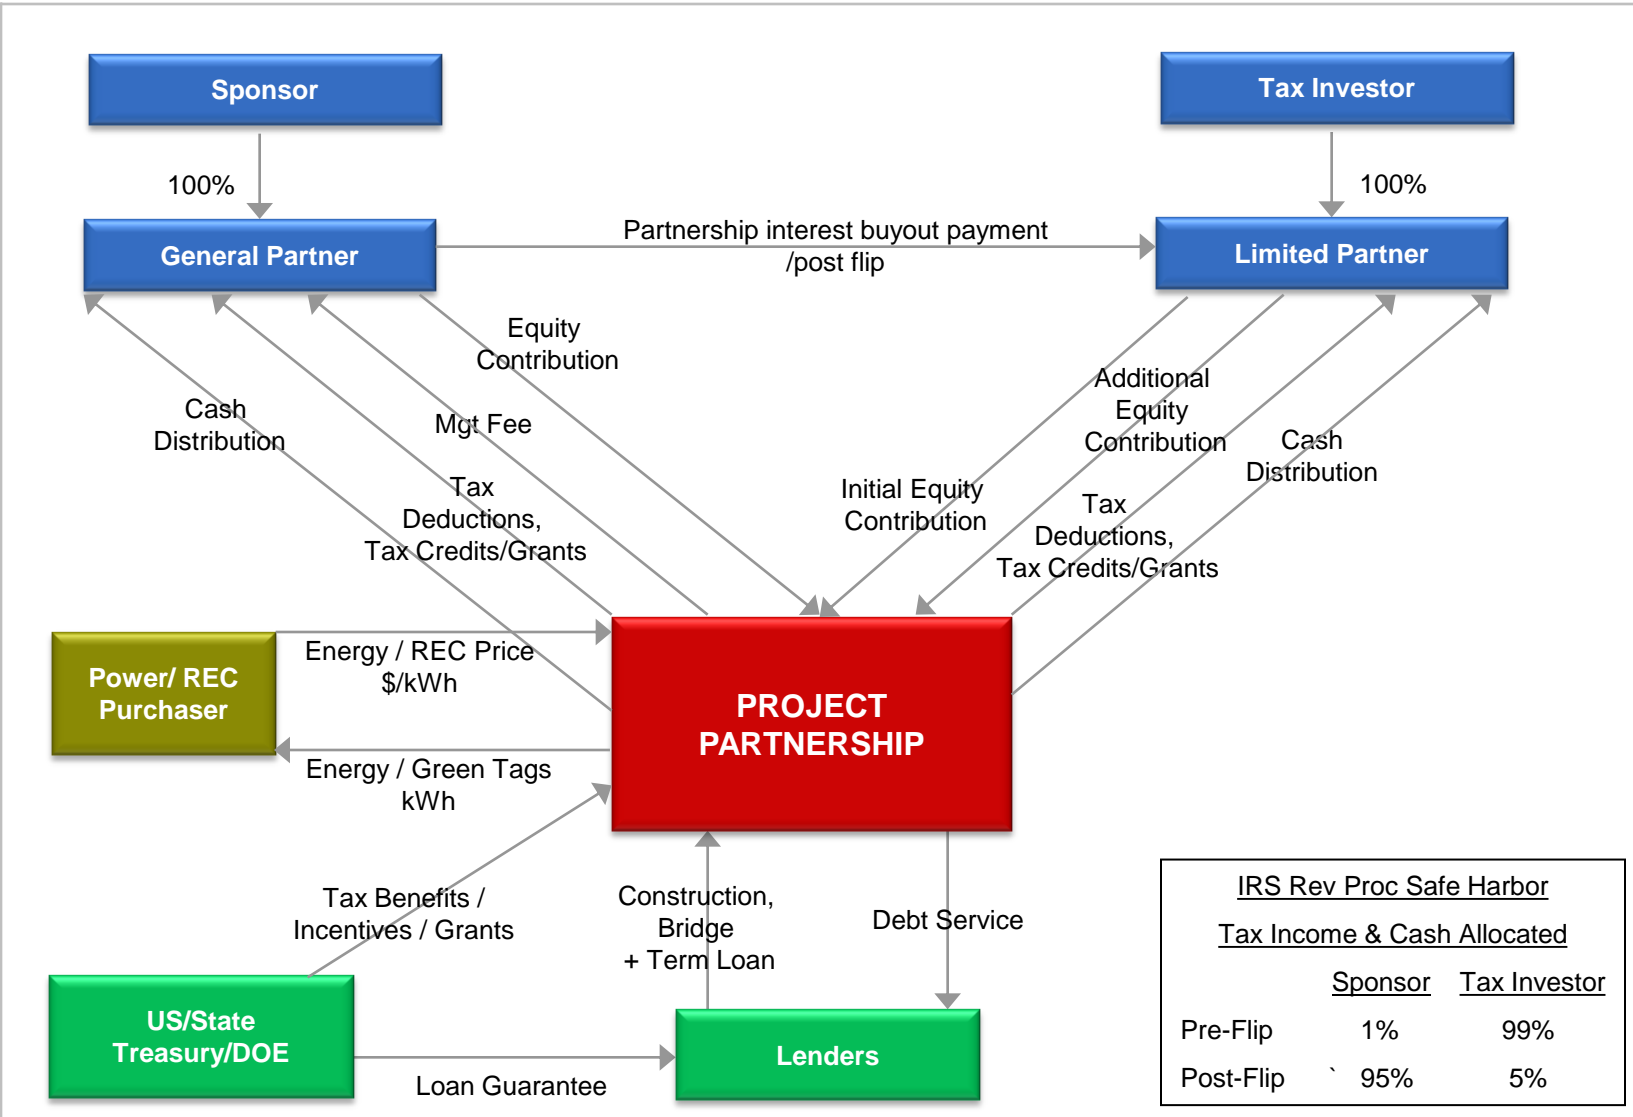 Sponsor
Tax Investor
100%
100%
General Partner
Partnership interest buyout payment
/post flip
Limited Partner
Equity
Contribution
Additional
Equity
Contribution
Cash
Distribution
Mgt Fee
Cash
Distribution
Tax
Deductions,
Tax Credits/Grants
Initial Equity
Contribution
Tax
Deductions,
Tax Credits/Grants
Power/ REC
Purchaser
Energy / REC Price
$/kWh
PROJECT
PARTNERSHIP
Energy / Green Tags
kWh
Tax Benefits /
Incentives / Grants
Construction,
Bridge
+ Term Loan
Debt Service
US/State
Treasury/DOE
Loan Guarantee
Lenders
IRS Rev Proc Safe Harbor
Tax Income & Cash Allocated
Sponsor Tax Investor
Pre-Flip 1% 99%
Post-Flip ` 95% 5%